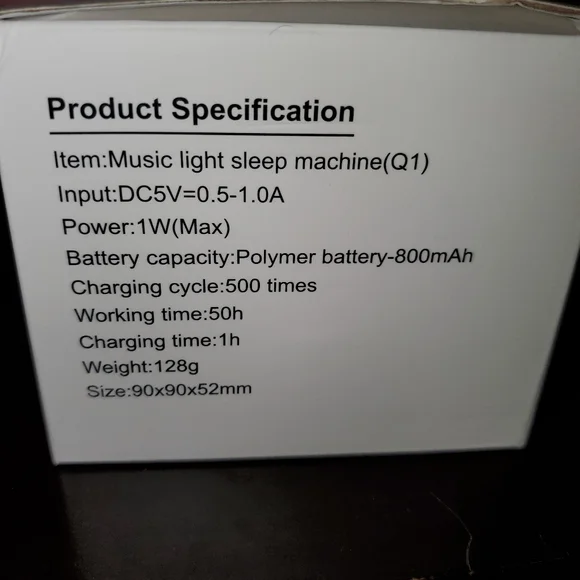 Product Specification
Item:Music light sleep machine(Q1)
Input:DC5V=0.5-1.0A
Power:1W(Max)
Battery capacity:Polymer battery-800mAh
Charging cycle:500 times
Working time:50h
Charging time:1h
Weight:128g
Size:90x90x52mm